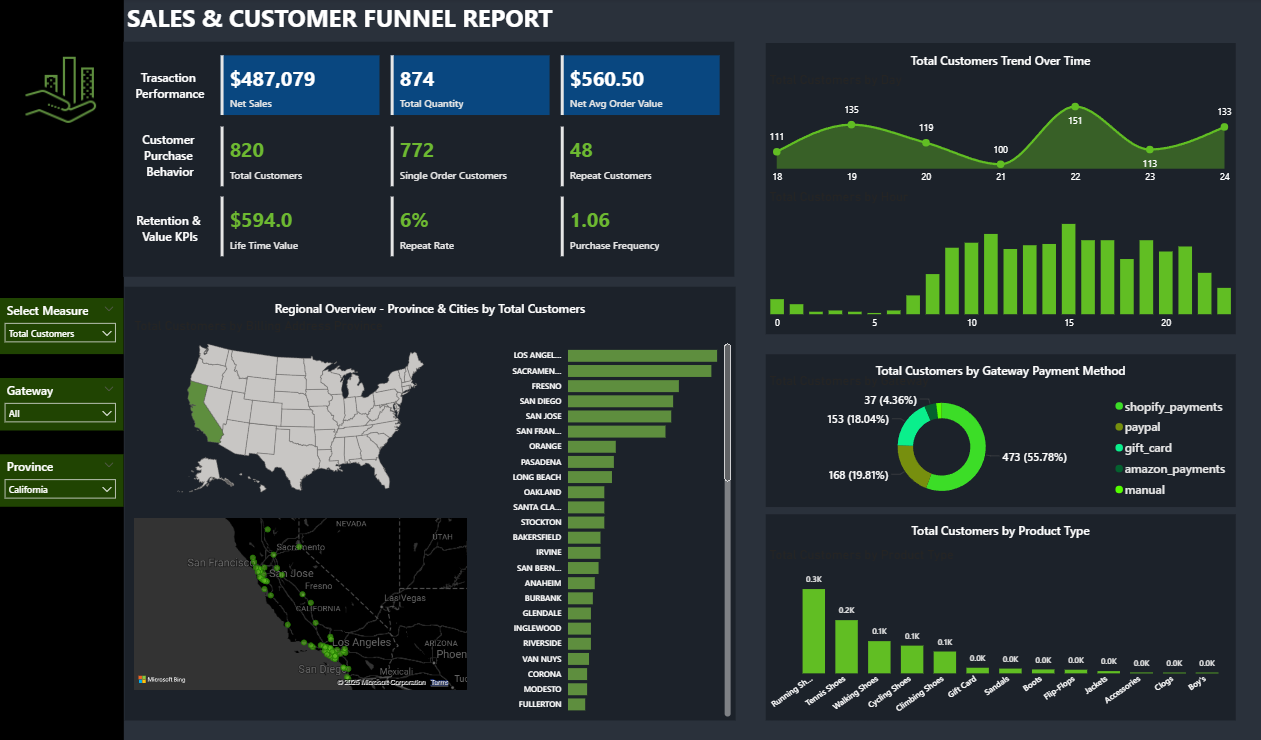 SALES & CUSTOMER FUNNEL REPORT
Trasaction
Performance
$487,079
Net Sales
874
Total Quantity
$560.50
Net Avg Order Value
Customer
Purchase
Behavior
820
Total Customers
772
Single Order Customers
48
Repeat Customers
Retention &
Value KPIs
$594.0
Life Time Value
6%
Repeat Rate
1.06
Purchase Frequency
Select Measure
Total Customers
Gateway
All
Province
California
Regional Overview - Province & Cities by Total Customers
LOS ANGEL...
SACRAMEN...
FRESNO
SAN DIEGO
SAN JOSE
SAN FRAN...
ORANGE
PASADENA
LONG BEACH
OAKLAND
SANTA CLA...
STOCKTON
BAKERSFIELD
IRVINE
SAN BERN...
ANAHEIM
BURBANK
GLENDALE
INGLEWOOD
RIVERSIDE
VAN NUYS
CORONA
MODESTO
FULLERTON
NEVADA
UTAH
Sacramento
San Francisco
San Jose
Fresno
CALIFORNIA
Las Vegas
Los Angeles
ARIZONA
Phoen
San Diego
Mexicali
Tuc
Microsoft Bing
© 2025 Microsoft Corporation Terms
Total Customers Trend Over Time
111
135
119
100
151
113
133
18 19 20 21 22 23 24
0 5 10 15 20
Total Customers by Gateway Payment Method
37 (4.36%)
153 (18.04%)
168 (19.81%)
473 (55.78%)
shopify_payments
paypal
gift_card
amazon_payments
manual
Total Customers by Product Type
0.3K
0.2K
0.1K
0.1K
0.1K
0.0K
0.0K
0.0K
0.0K
0.0K
0.0K
0.0K
0.0K
Running Sh...
Tennis Shoes
Walking Shoes
Cycling Shoes
Climbing Shoes
Gift Card
Sandals
Boots
Flip-Flops
Jackets
Accessories
Clogs
Boy's